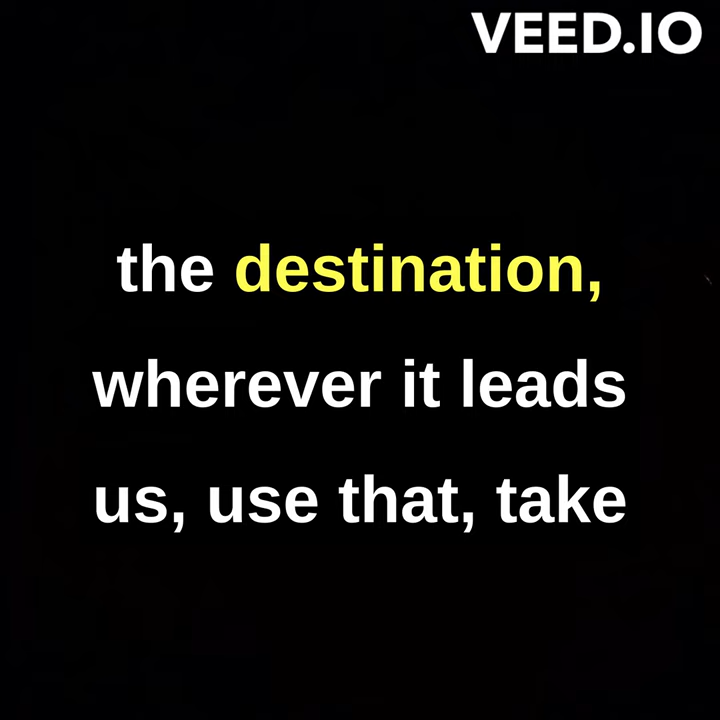 VEED.IO
the destination,
wherever it leads
us, use that, take